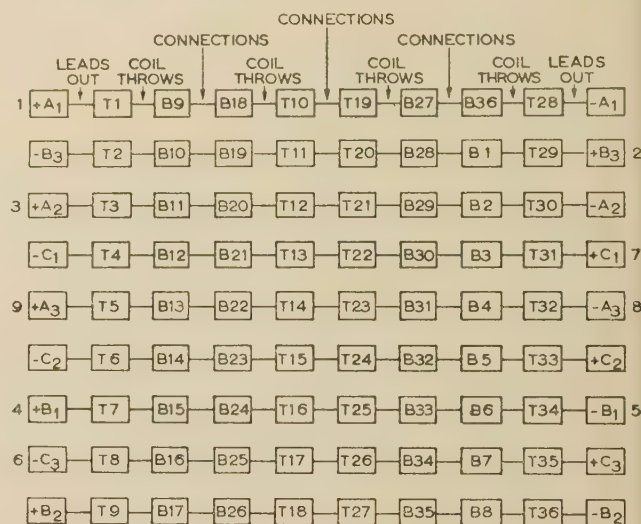 CONNECTIONS
CONNECTIONS CONNECTIONS
LEADS OUT COIL THROWS COIL THROWS COIL THROWS COIL THROWS LEADS OUT
1 +A1 T1 B9 B18 T10 T19 B27 B36 T28 -A1
-B3 T2 B10 B19 T11 T20 B28 B1 T29 +B3 2
3 +A2 T3 B11 B20 T12 T21 B29 B2 T30 -A2
-C1 T4 B12 B21 T13 T22 B30 B3 T31 +C1 7
9 +A3 T5 B13 B22 T14 T23 B31 B4 T32 -A3 8
-C2 T6 B14 B23 T15 T24 B32 B5 T33 +C2
4 +B1 T7 B15 B24 T16 T25 B33 B6 T34 -B1 5
6 -C3 T8 B16 B25 T17 T26 B34 B7 T35 +C3
+B2 T9 B17 B26 T18 T27 B35 B8 T36 -B2